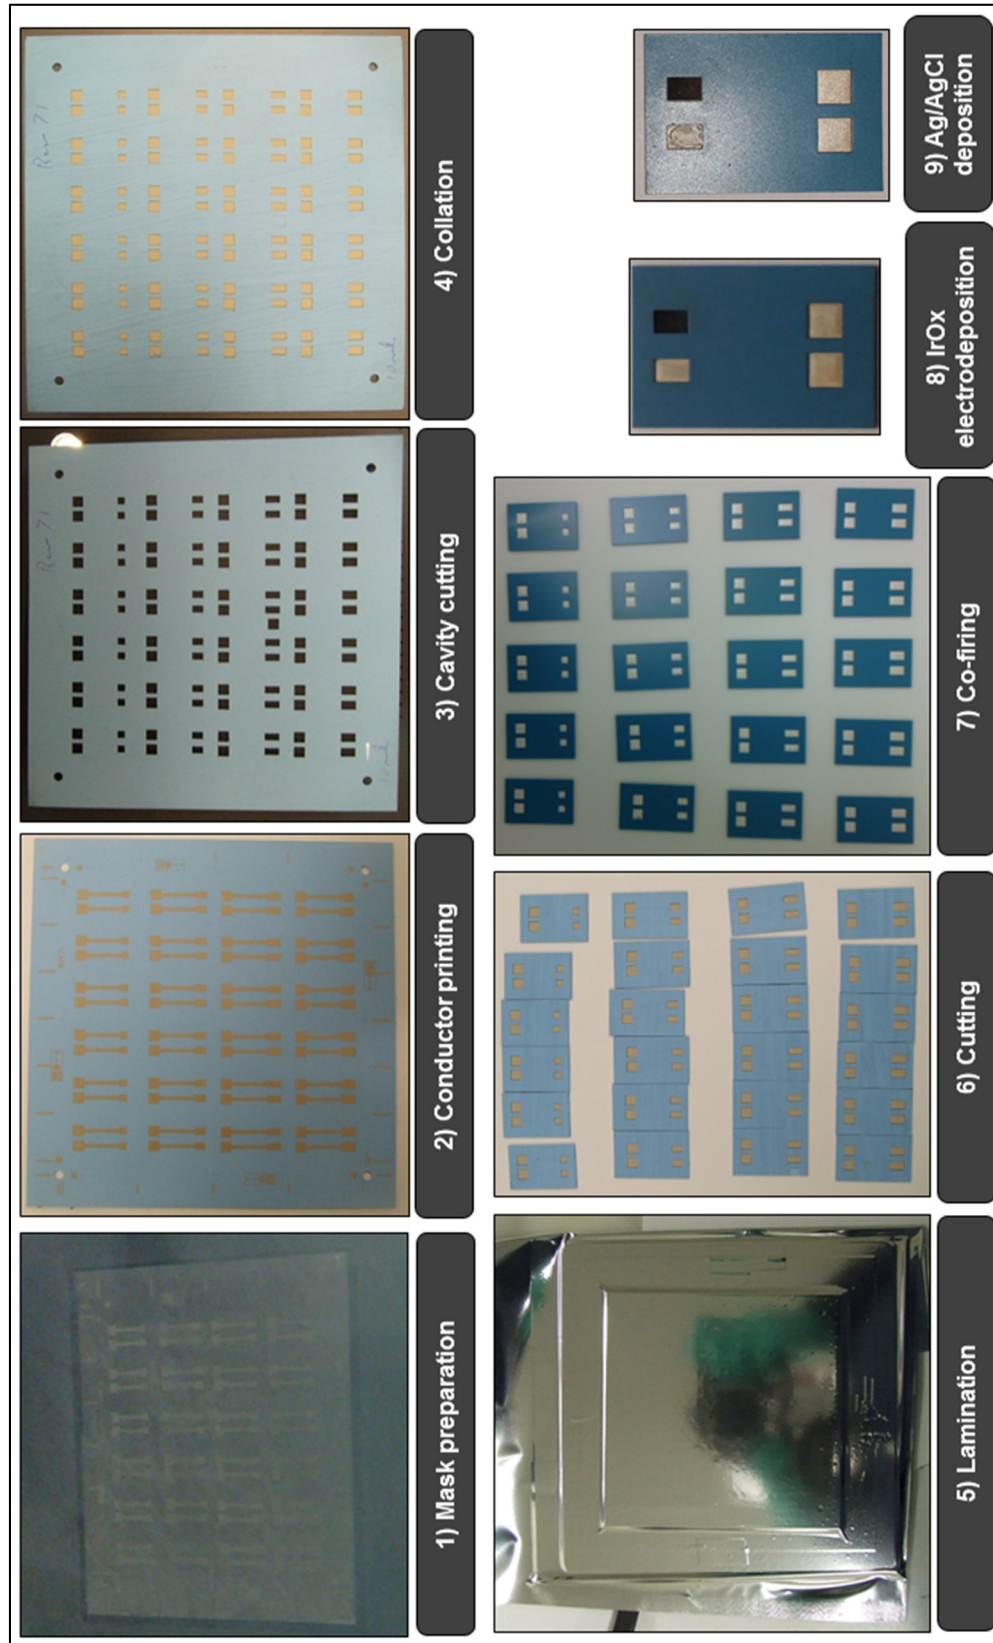 1) Mask preparation
2) Conductor printing
3) Cavity cutting
4) Collation
5) Lamination
6) Cutting
7) Co-firing
8) IrOx
electrodeposition
9) Ag/AgCl
deposition